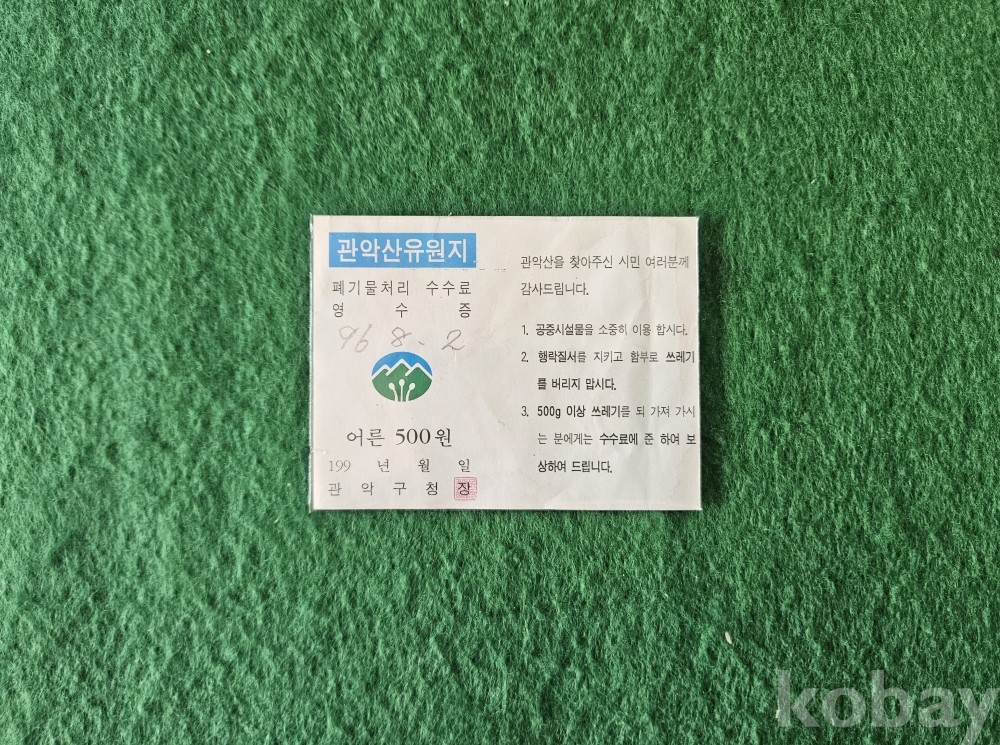 관악산유원지
폐기물처리 수수료
영 수 증
96 8 - 2
어른 500원
199 년 월 일
관 악 구 청 장
관악산을 찾아주신 시민 여러분께
감사드립니다.
1. 공중시설물을 소중히 이용 합시다.
2. 행락질서를 지키고 함부로 쓰레기
를 버리지 맙시다.
3. 500g 이상 쓰레기를 되 가져 가시
는 분에게는 수수료에 준 하여 보
상하여 드립니다.
kobay